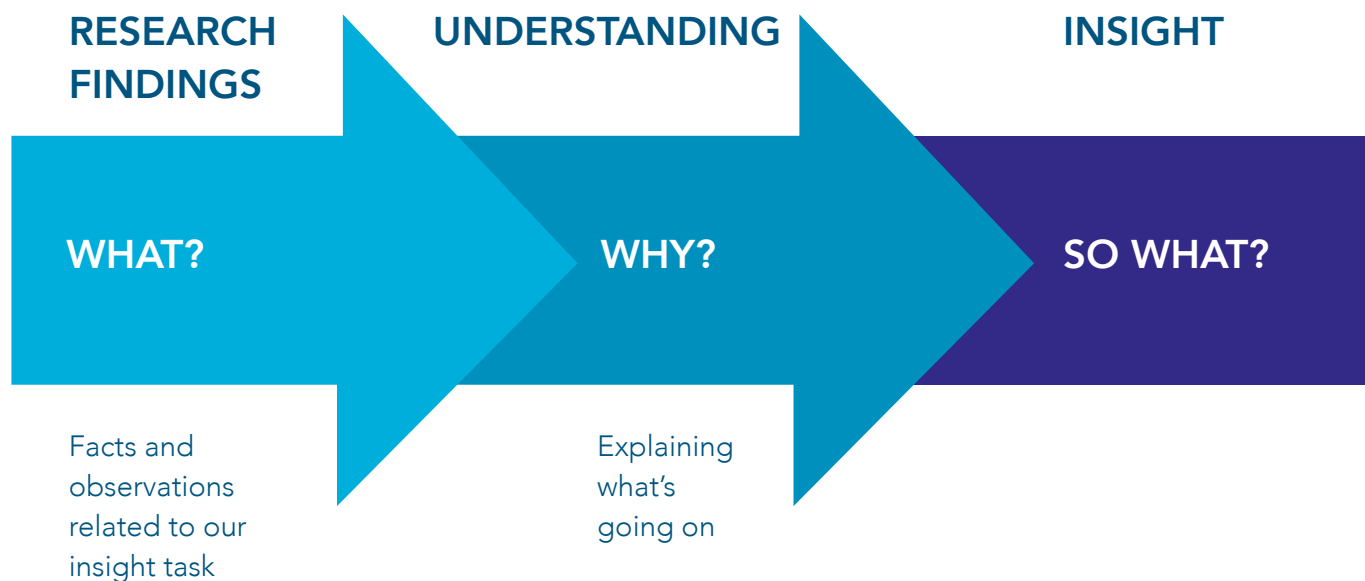 RESEARCH
FINDINGS
UNDERSTANDING
INSIGHT
WHAT?
WHY?
SO WHAT?
Facts and
observations
related to our
insight task
Explaining
what's
going on